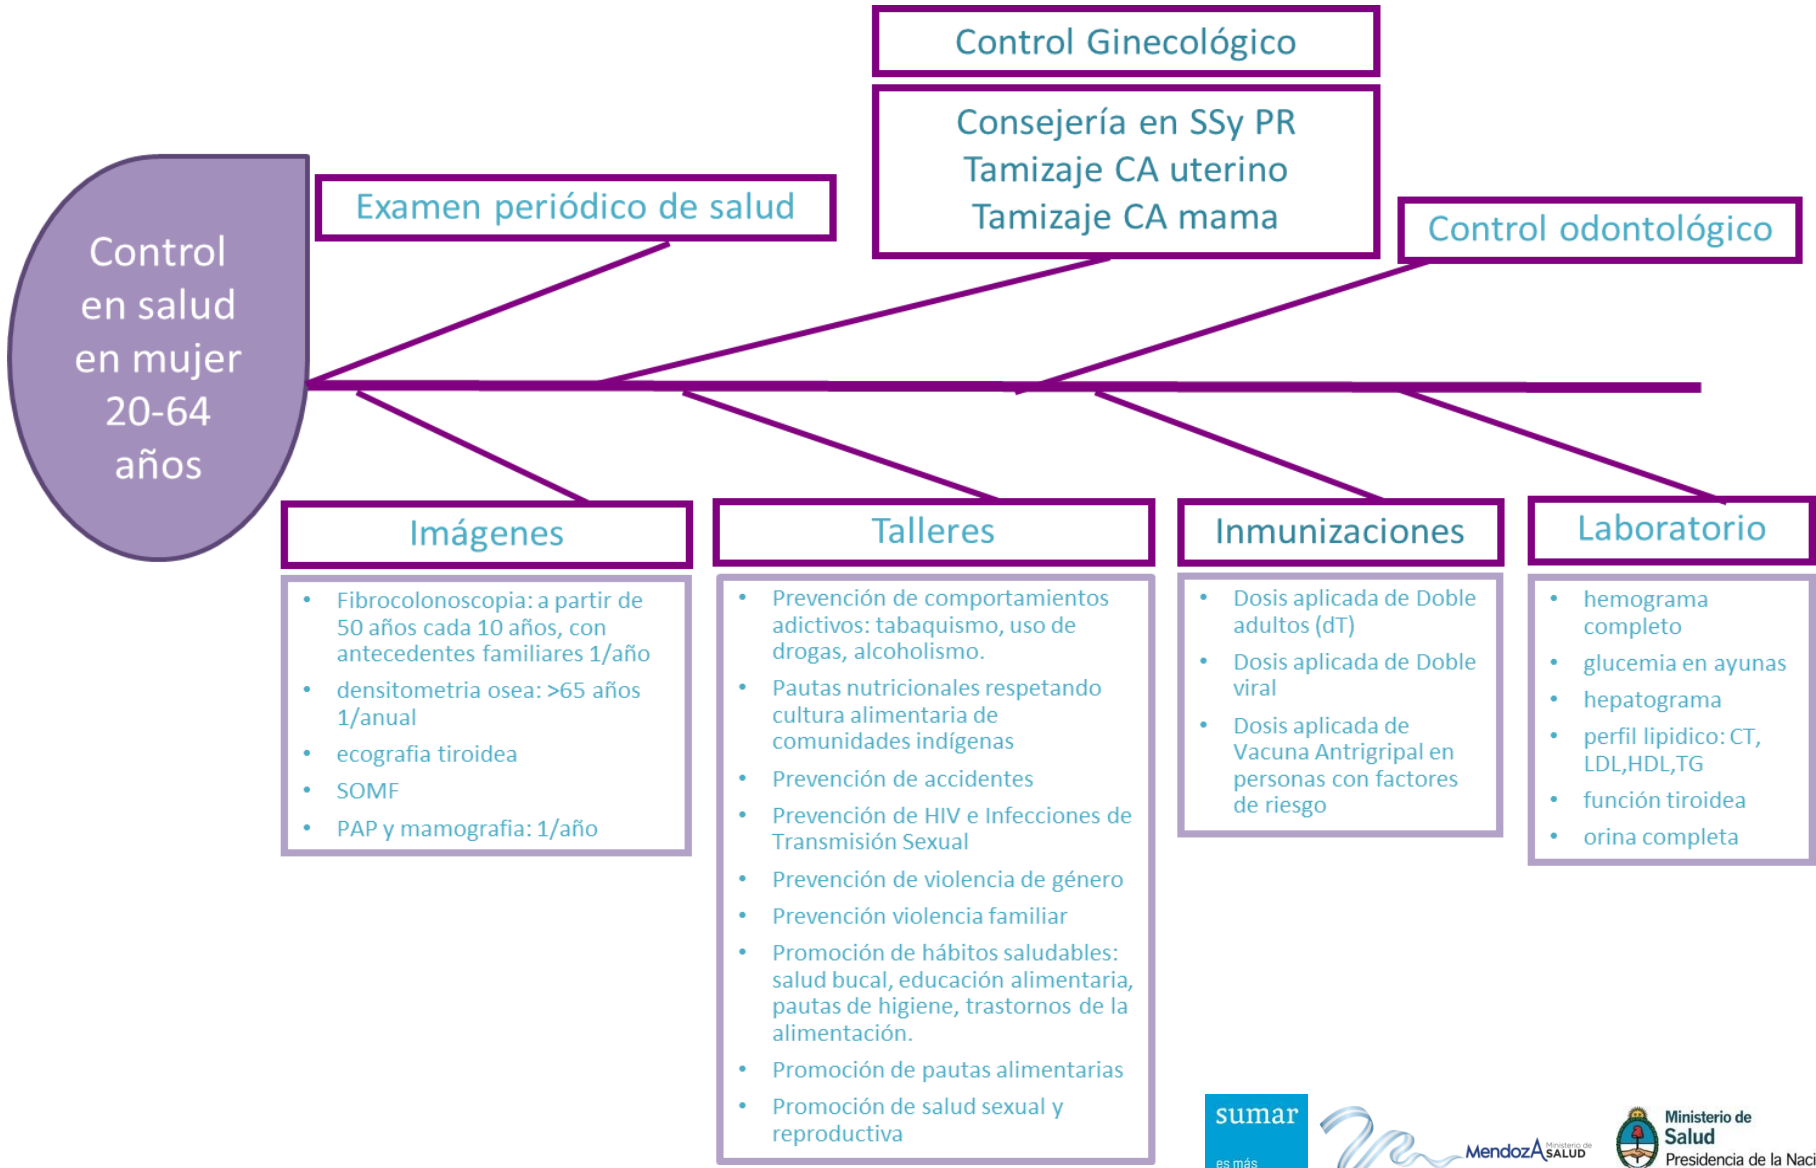 Control Ginecológico
Consejería en SSy PR
Tamizaje CA uterino
Tamizaje CA mama
Examen periódico de salud
Control odontológico
Control
en salud
en mujer
20-64
años
Imágenes
• Fibrocolonoscopia: a partir de
50 años cada 10 años, con
antecedentes familiares 1/año
• densitometria osea: >65 años
1/anual
• ecografia tiroidea
• SOMF
• PAP y mamografia: 1/año
Talleres
• Prevención de comportamientos
adictivos: tabaquismo, uso de
drogas, alcoholismo.
• Pautas nutricionales respetando
cultura alimentaria de
comunidades indígenas
• Prevención de accidentes
• Prevención de HIV e Infecciones de
Transmisión Sexual
• Prevención de violencia de género
• Prevención violencia familiar
• Promoción de hábitos saludables:
salud bucal, educación alimentaria,
pautas de higiene, trastornos de la
alimentación.
• Promoción de pautas alimentarias
• Promoción de salud sexual y
reproductiva
Inmunizaciones
• Dosis aplicada de Doble
adultos (dT)
• Dosis aplicada de Doble
viral
• Dosis aplicada de
Vacuna Antrigripal en
personas con factores
de riesgo
Laboratorio
• hemograma
completo
• glucemia en ayunas
• hepatograma
• perfil lipidico: CT,
LDL,HDL,TG
• función tiroidea
• orina completa
sumar
es más
MendozA Ministerio de
SALUD
Ministerio de
Salud
Presidencia de la Naci